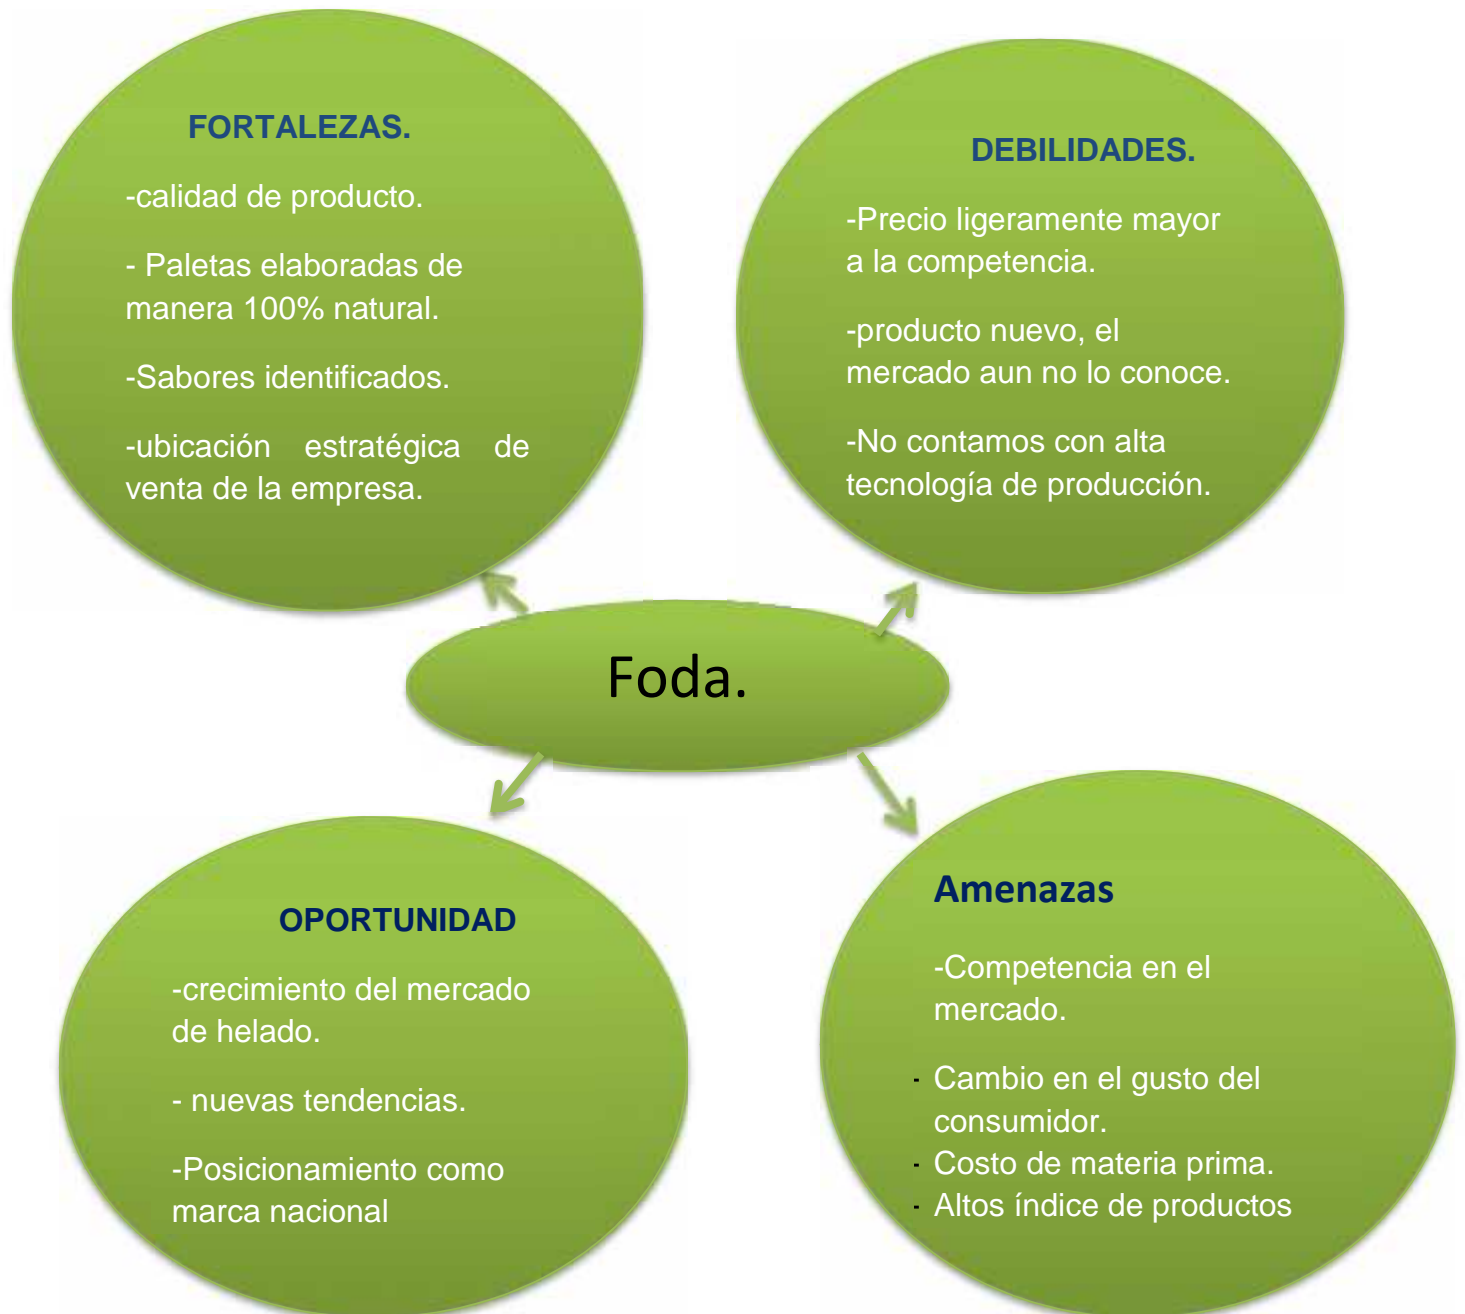 FORTALEZAS.
-calidad de producto.
- Paletas elaboradas de
manera 100% natural.
-Sabores identificados.
-ubicación estratégica de
venta de la empresa.
DEBILIDADES.
-Precio ligeramente mayor
a la competencia.
-producto nuevo, el
mercado aun no lo conoce.
-No contamos con alta
tecnología de producción.
Foda.
OPORTUNIDAD
-crecimiento del mercado
de helado.
- nuevas tendencias.
-Posicionamiento como
marca nacional
Amenazas
-Competencia en el
mercado.
- Cambio en el gusto del
consumidor.
- Costo de materia prima.
- Altos índice de productos